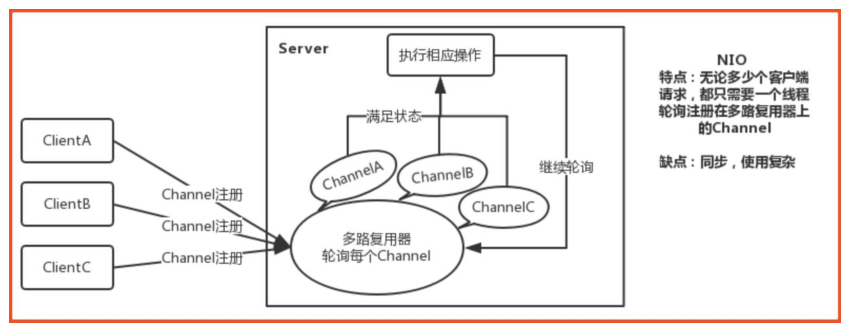 Server
执行相应操作
满足状态
继续轮询
ClientA
ClientB
ClientC
Channel注册
Channel注册
Channel注册
ChannelA
ChannelB
ChannelC
多路复用器
轮询每个Channel
NIO
特点：无论多少个客户端
请求，都只需要一个线程
轮询注册在多路复用器上
的Channel
缺点：同步，使用复杂